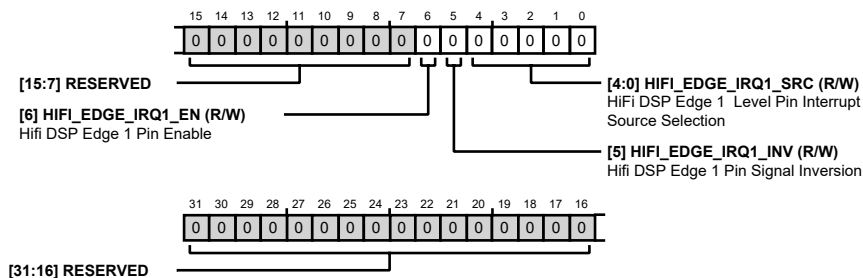 15 14 13 12 11 10 9 8 7 6 5 4 3 2 1 0
0 0 0 0 0 0 0 0 0 0 0 0 0 0 0 0
[15:7] RESERVED
[6] HIFI_EDGE_IRQ1_EN (R/W)
Hifi DSP Edge 1 Pin Enable
[4:0] HIFI_EDGE_IRQ1_SRC (R/W)
HiFi DSP Edge 1 Level Pin Interrupt
Source Selection
[5] HIFI_EDGE_IRQ1_INV (R/W)
Hifi DSP Edge 1 Pin Signal Inversion
31 30 29 28 27 26 25 24 23 22 21 20 19 18 17 16
0 0 0 0 0 0 0 0 0 0 0 0 0 0 0 0
[31:16] RESERVED